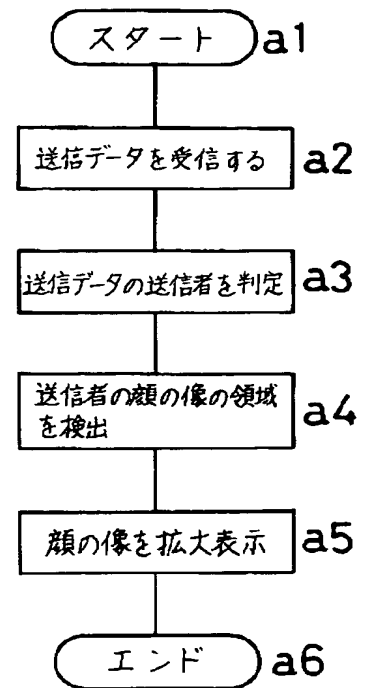 スタート a1
送信データを受信する a2
送信データの送信者を判定 a3
送信者の顔の像の領域
を検出 a4
顔の像を拡大表示 a5
エンド a6